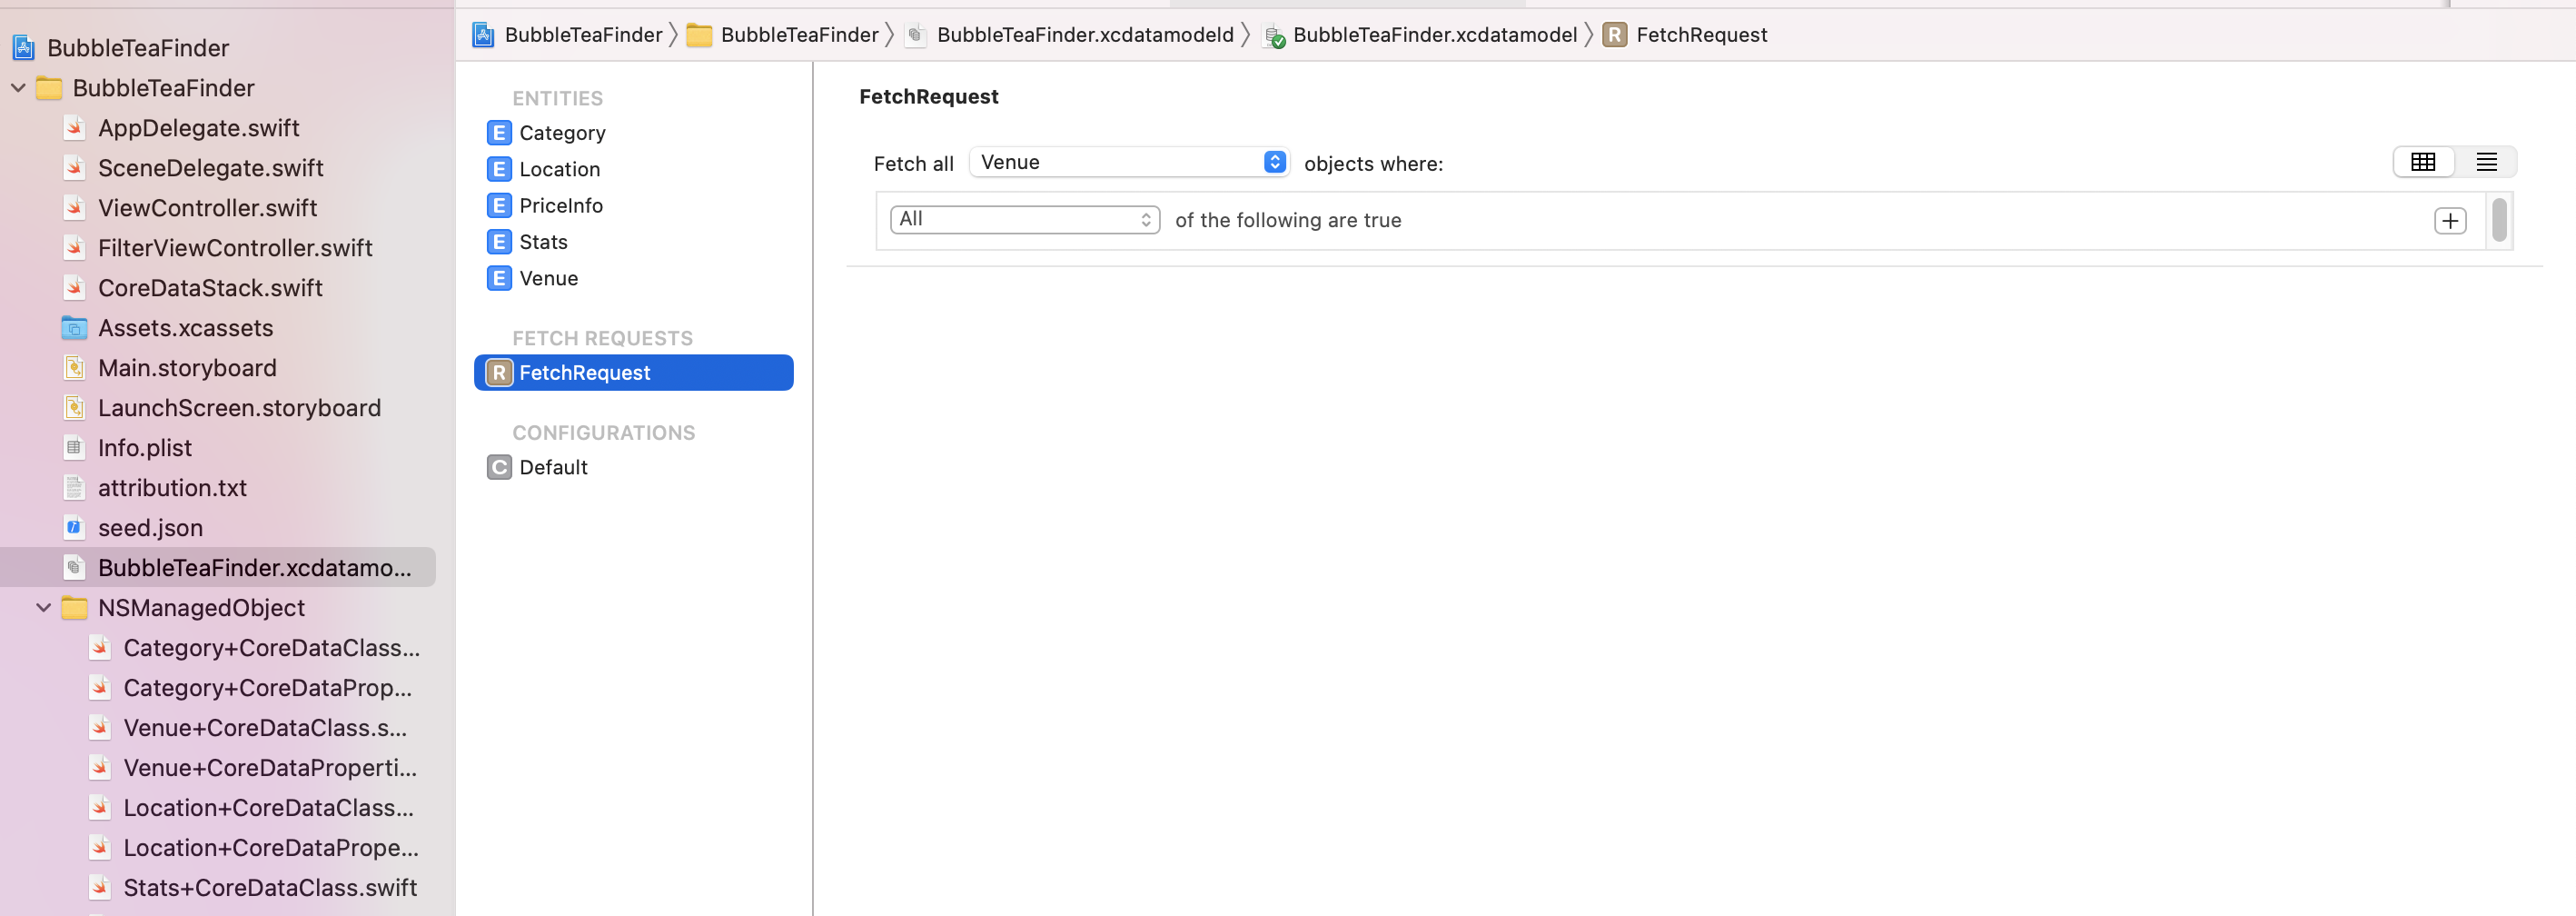 BubbleTeaFinder
BubbleTeaFinder
AppDelegate.swift
SceneDelegate.swift
ViewController.swift
FilterViewController.swift
CoreDataStack.swift
Assets.xcassets
Main.storyboard
LaunchScreen.storyboard
Info.plist
attribution.txt
seed.json
BubbleTeaFinder.xcdatamo...
NSManagedObject
Category+CoreDataClass...
Category+CoreDataProp...
Venue+CoreDataClass.s...
Venue+CoreDataProperti...
Location+CoreDataClass...
Location+CoreDataPrope...
Stats+CoreDataClass.swift
BubbleTeaFinder BubbleTeaFinder BubbleTeaFinder.xcdatamodeld BubbleTeaFinder.xcdatamodel R FetchRequest
ENTITIES
E Category
E Location
E PriceInfo
E Stats
E Venue
FETCH REQUESTS
R FetchRequest
CONFIGURATIONS
C Default
FetchRequest
Fetch all Venue objects where:
All of the following are true